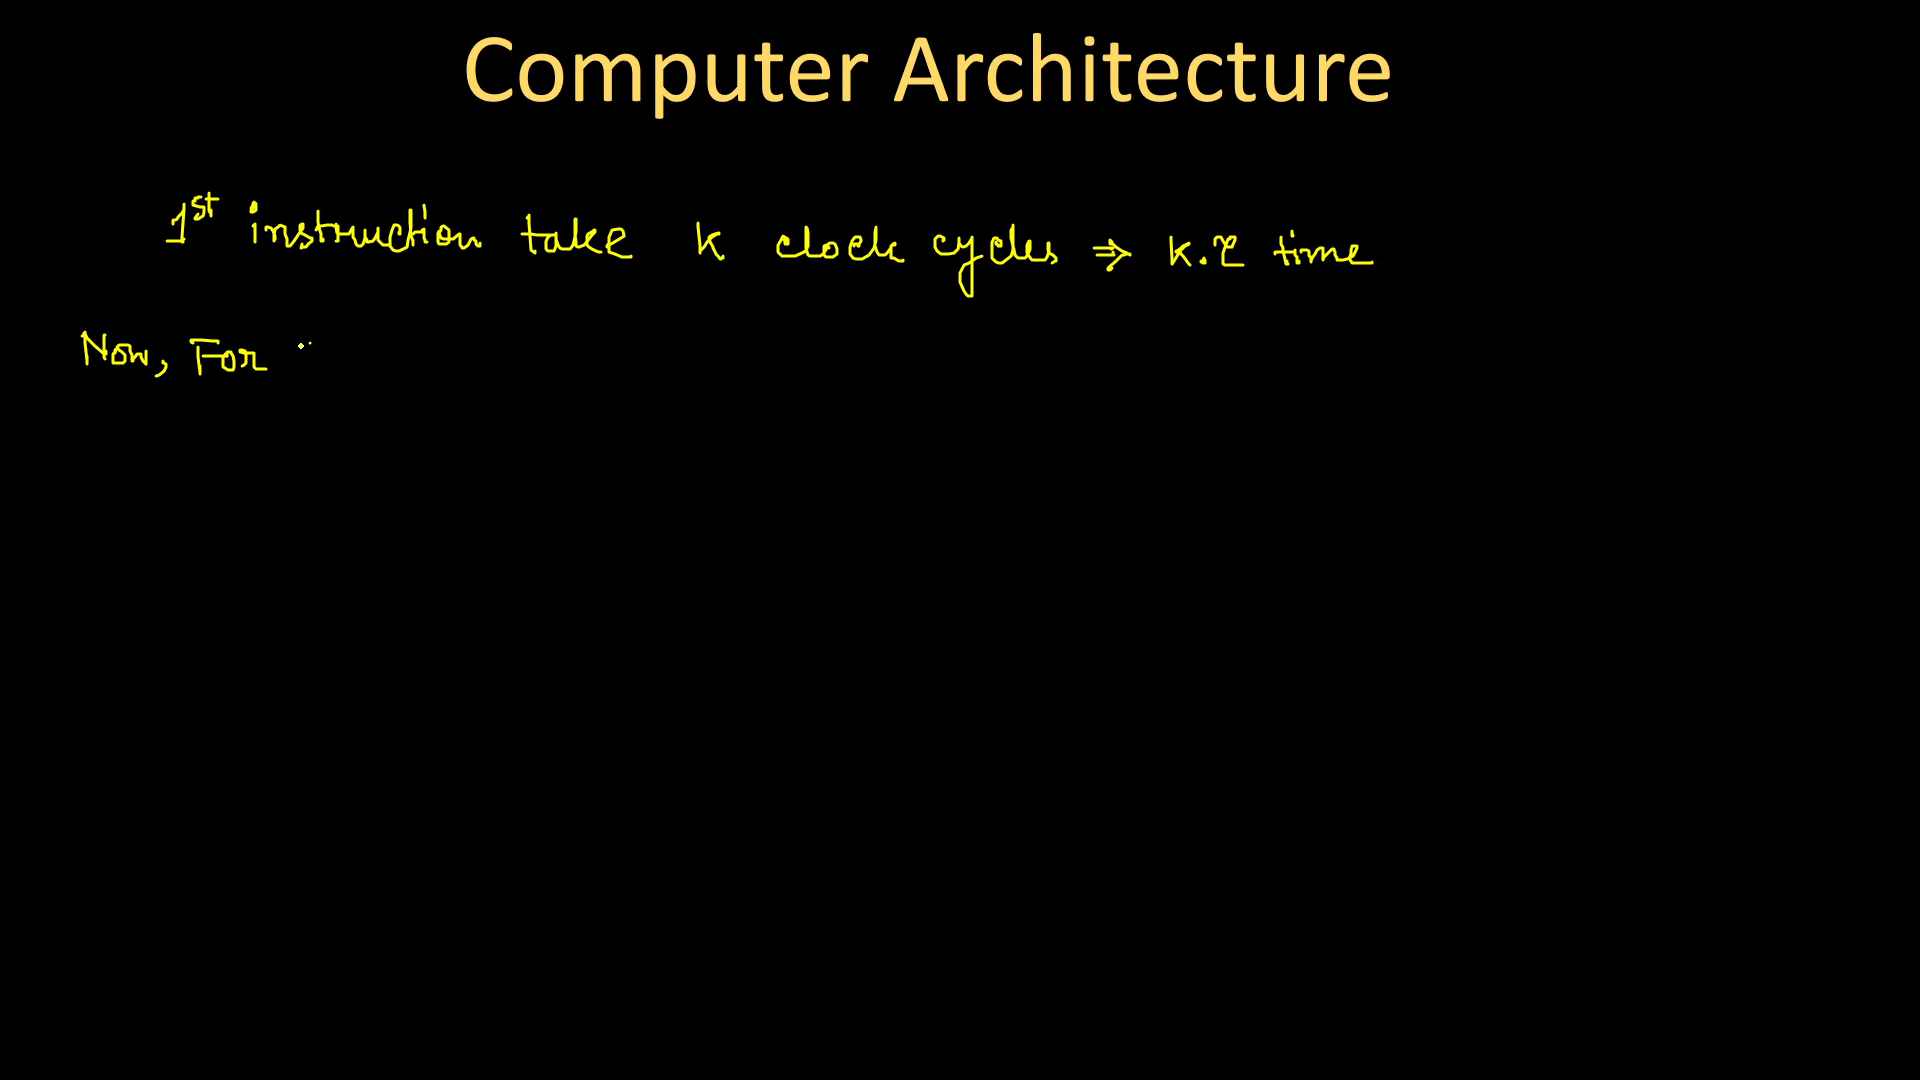 Computer Architecture
1st instruction take K clock cycles ⇒ K.τ time
Now, For